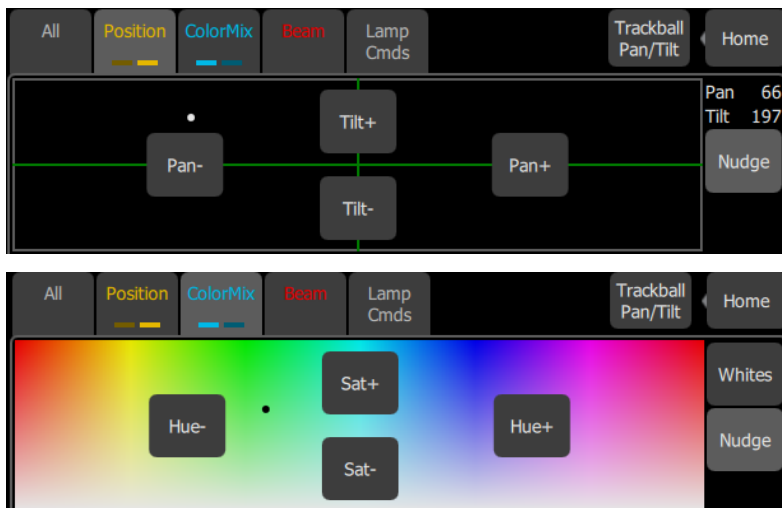 All Position ColorMix Beam Lamp Cmds Trackball Pan/Tilt Home
Pan 66
Tilt 197
Tilt+
Pan- Pan+ Nudge
Tilt-
All Position ColorMix Beam Lamp Cmds Trackball Pan/Tilt Home
Whites
Sat+
Hue- Hue+
Nudge
Sat-